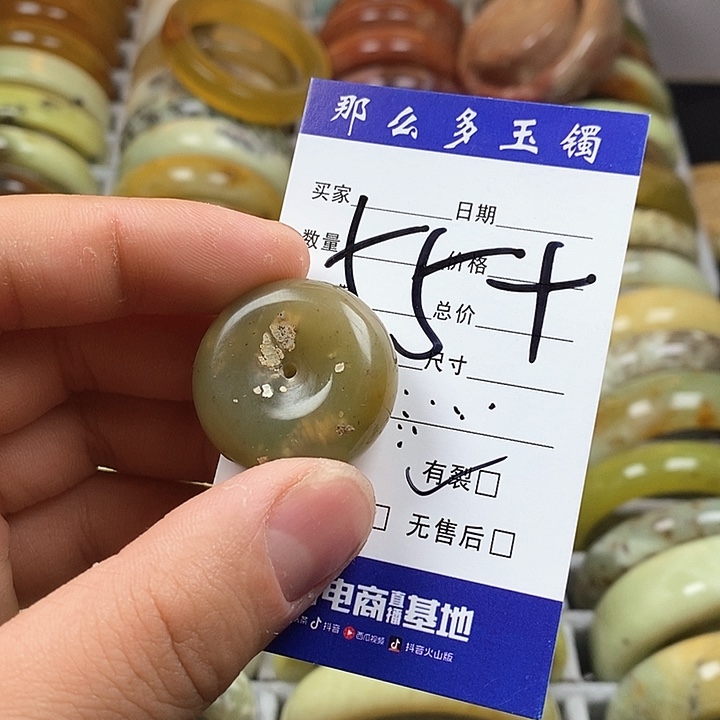 那么多玉镯
买家 日期
数量 价格
总价
尺寸
有裂
无售后
电商直播基地
抖音 西瓜视频 抖音火山版